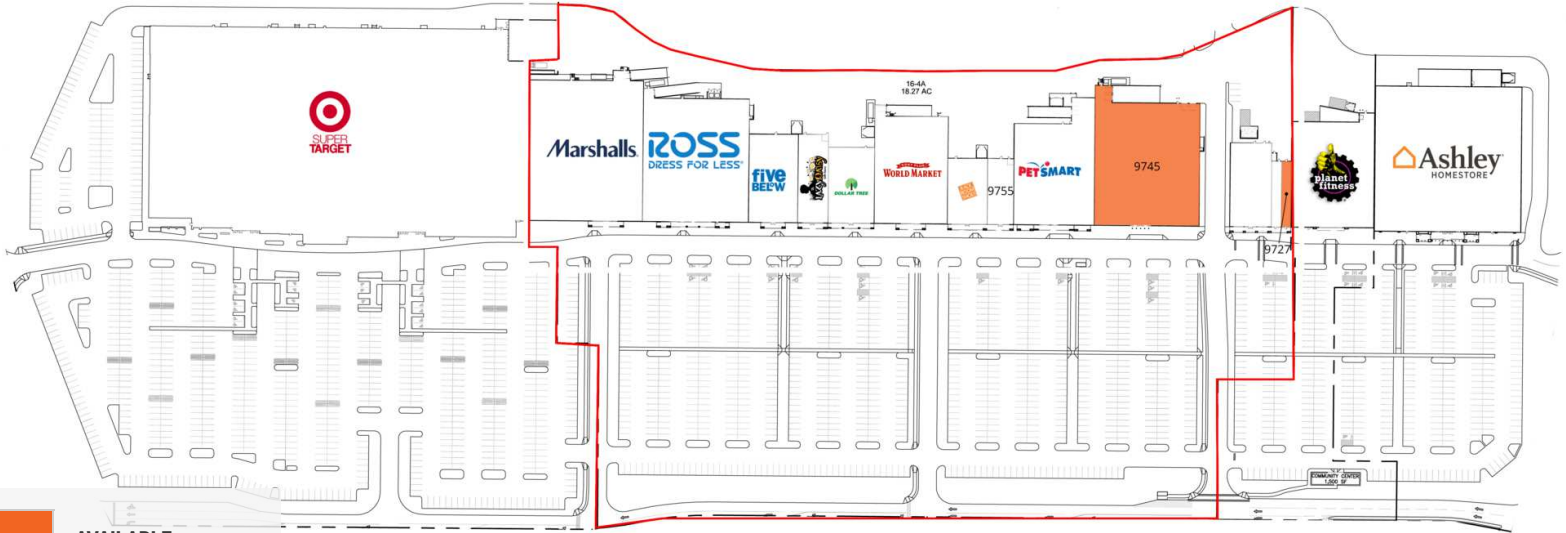 16-4A
18.27 AC
SUPER
TARGET
Marshalls.
ROSS
DRESS FOR LESS
five
BELOW
DOLLAR TREE
WORLD MARKET
9755
PETSMART
9745
9727
planet
fitness
Ashley
HOMESTORE
COMMUNITY CENTER
1,500 SF
AVAILABLE